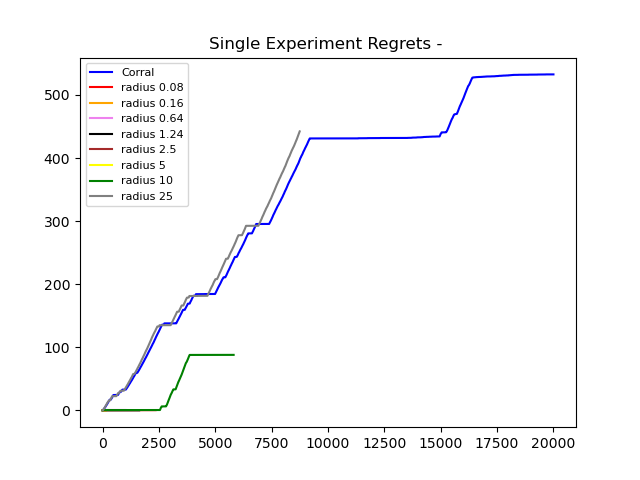 Single Experiment Regrets -
Corral
radius 0.08
radius 0.16
radius 0.64
radius 1.24
radius 2.5
radius 5
radius 10
radius 25
500
400
300
200
100
0
0 2500 5000 7500 10000 12500 15000 17500 20000